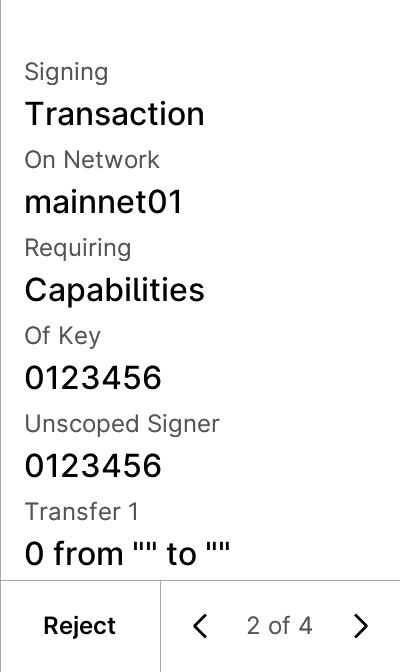 Signing
Transaction
On Network
mainnet01
Requiring
Capabilities
Of Key
0123456
Unscoped Signer
0123456
Transfer 1
0 from "" to ""
Reject
2 of 4